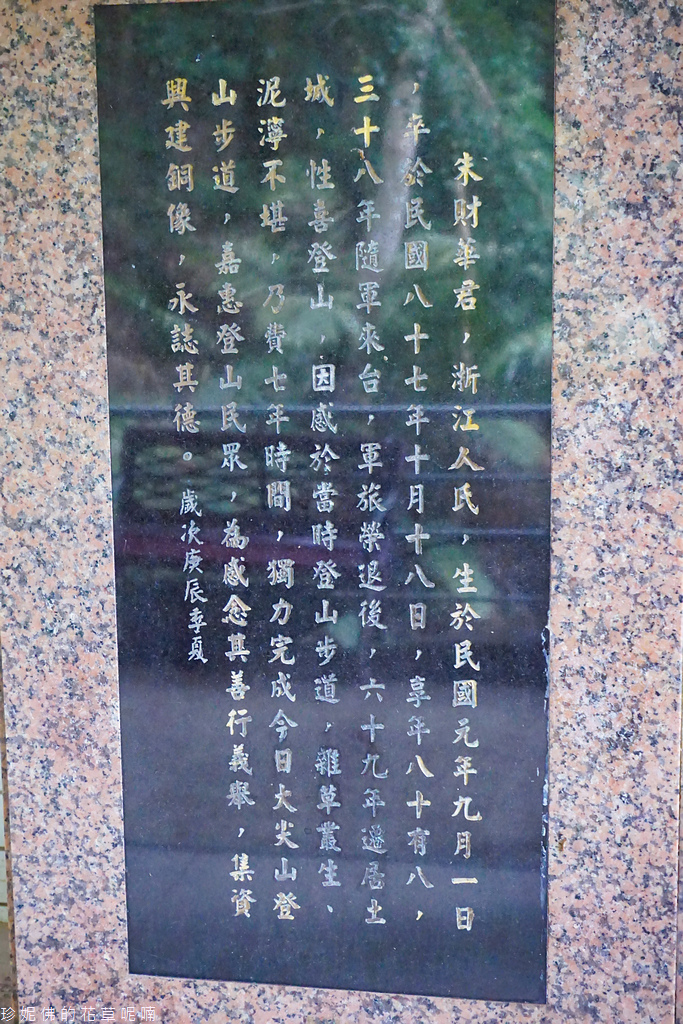 朱財華君，浙江人氏，生於民國元年九月一日
，卒於民國八十七年十月十八日，享年八十有八，
三十八年隨軍來台，軍旅榮退後，六十九年遷居土
城，性喜登山，因感於當時登山步道，雜草叢生、
泥濘不堪，乃費七年時間，獨力完成今日大尖山登
山步道，嘉惠登山民眾，為感念其善行義舉，集資
興建銅像，永誌其德。歲次庚辰季夏
珍妮佛的花草呢喃